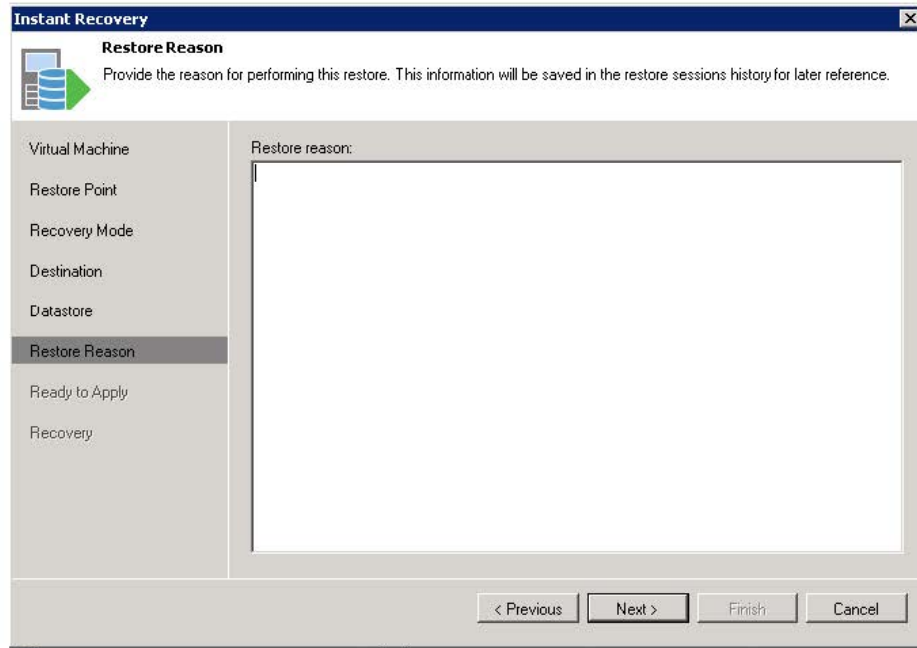 Instant Recovery
Restore Reason
Provide the reason for performing this restore. This information will be saved in the restore sessions history for later reference.
Virtual Machine
Restore Point
Recovery Mode
Destination
Datastore
Restore Reason
Ready to Apply
Recovery
Restore reason:
< Previous
Next >
Finish
Cancel